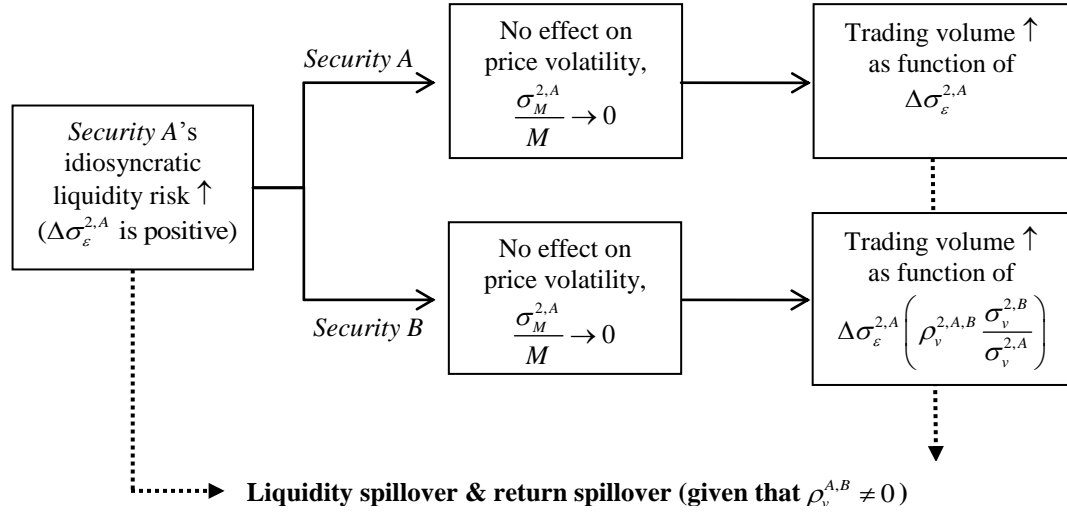 Security A's
idiosyncratic
liquidity risk ↑
(Δσ_ε^{2,A} is positive)
Security A
No effect on
price volatility,
σ_M^{2,A} / M → 0
Trading volume ↑
as function of
Δσ_ε^{2,A}
Security B
No effect on
price volatility,
σ_M^{2,A} / M → 0
Trading volume ↑
as function of
Δσ_ε^{2,A} (ρ_v^{2,A,B} σ_v^{2,B} / σ_v^{2,A})
Liquidity spillover & return spillover (given that ρ_v^{A,B} ≠ 0)